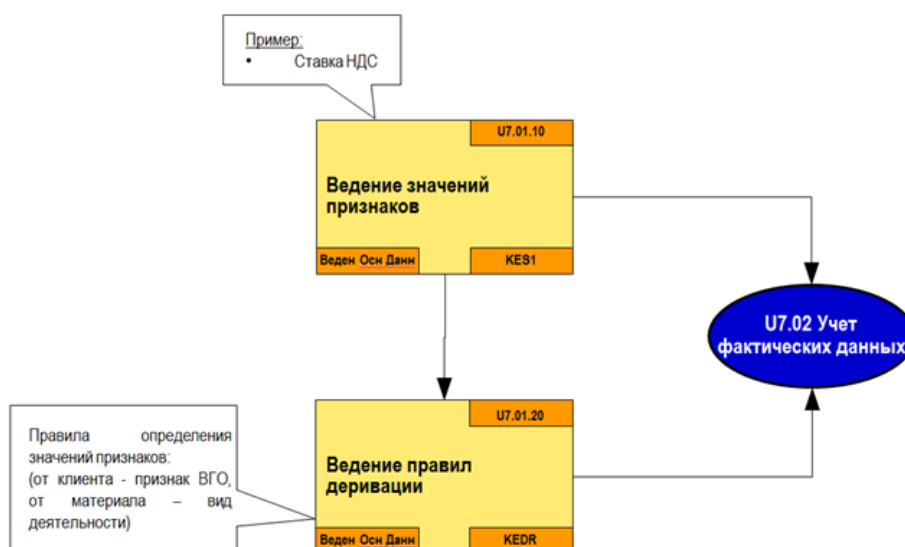 Пример:
• Ставка НДС
U7.01.10
Ведение значений
признаков
Веден Осн Данн
KES1
U7.02 Учет
фактических данных
U7.01.20
Правила определения
значений признаков:
(от клиента - признак ВГО,
от материала – вид
деятельности)
Ведение правил
деривации
Веден Осн Данн
KEDR